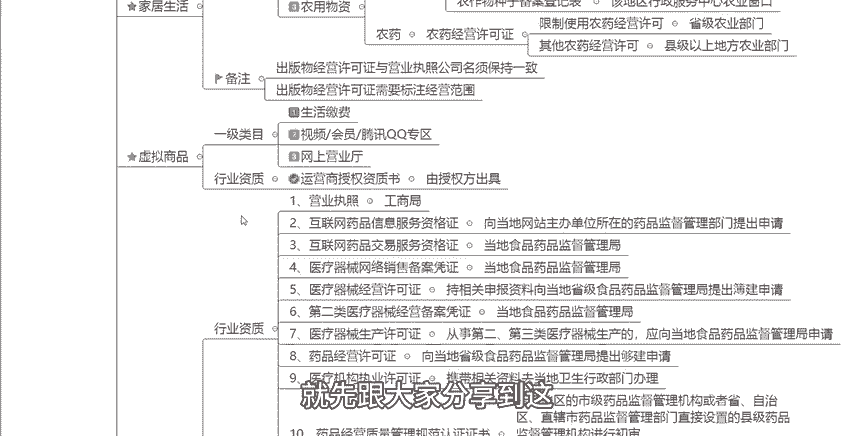 家居生活
农用物资
农作物种子备案登记表 该地区行政服务中心农业窗口
农药 农药经营许可证
限制使用农药经营许可 省级农业部门
其他农药经营许可 县级以上地方农业部门
备注
出版物经营许可证与营业执照公司名须保持一致
出版物经营许可证需要标注经营范围
虚拟商品
一级类目
1 生活缴费
2 视频/会员/腾讯QQ专区
3 网上营业厅
行业资质 运营商授权资质书 由授权方出具
行业资质
1、营业执照 工商局
2、互联网药品信息服务资格证 向当地网站主办单位所在的药品监督管理部门提出申请
3、互联网药品交易服务资格证 当地食品药品监督管理局
4、医疗器械网络销售备案凭证 当地食品药品监督管理局
5、医疗器械经营许可证 持相关申报资料向当地省级食品药品监督管理局提出簿建申请
6、第二类医疗器械经营备案凭证 当地食品药品监督管理局
7、医疗器械生产许可证 从事第二、第三类医疗器械生产的，应向当地食品药品监督管理局申请
8、药品经营许可证 向当地省级食品药品监督管理局提出够建申请
9、医疗机构执业许可证 携带相关资料去当地卫生行政部门办理
就先跟大家分享到这
区的市级药品监督管理机构或者省、自治
区、直辖市药品监督管理部门直接设置的县级药品
监督管理机构进行初审
10、药品经营质量管理规范认证证书